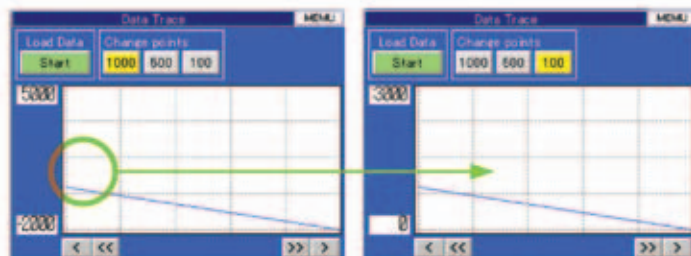 Data Trace MENU
Load Data Change points
Start 1000 500 100
5000
-2000
< << >> >
Data Trace MENU
Load Data Change points
Start 1000 500 100
-3000
0
< << >> >